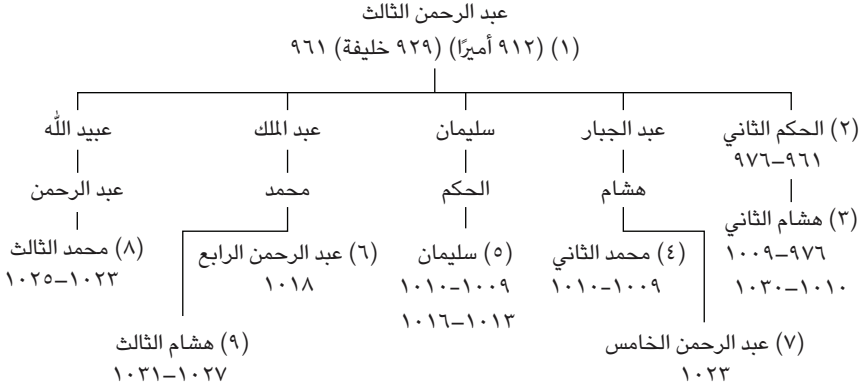 عبد الرحمن الثالث
(١) (٩١٢ أميرًا) (٩٢٩ خليفة) ٩٦١
(٢) الحكم الثاني
٩٦١–٩٧٦
عبد الجبار
سليمان
عبد الملك
عبيد الله
(٣) هشام الثاني
٩٧٦–١٠٠٩
١٠١٠–١٠٣٠
هشام
الحكم
محمد
عبد الرحمن
(٤) محمد الثاني
١٠٠٩–١٠١٠
(٥) سليمان
١٠٠٩–١٠١٠
١٠١٣–١٠١٦
(٦) عبد الرحمن الرابع
١٠١٨
(٨) محمد الثالث
١٠٢٣–١٠٢٥
(٧) عبد الرحمن الخامس
١٠٢٣
(٩) هشام الثالث
١٠٢٧–١٠٣١